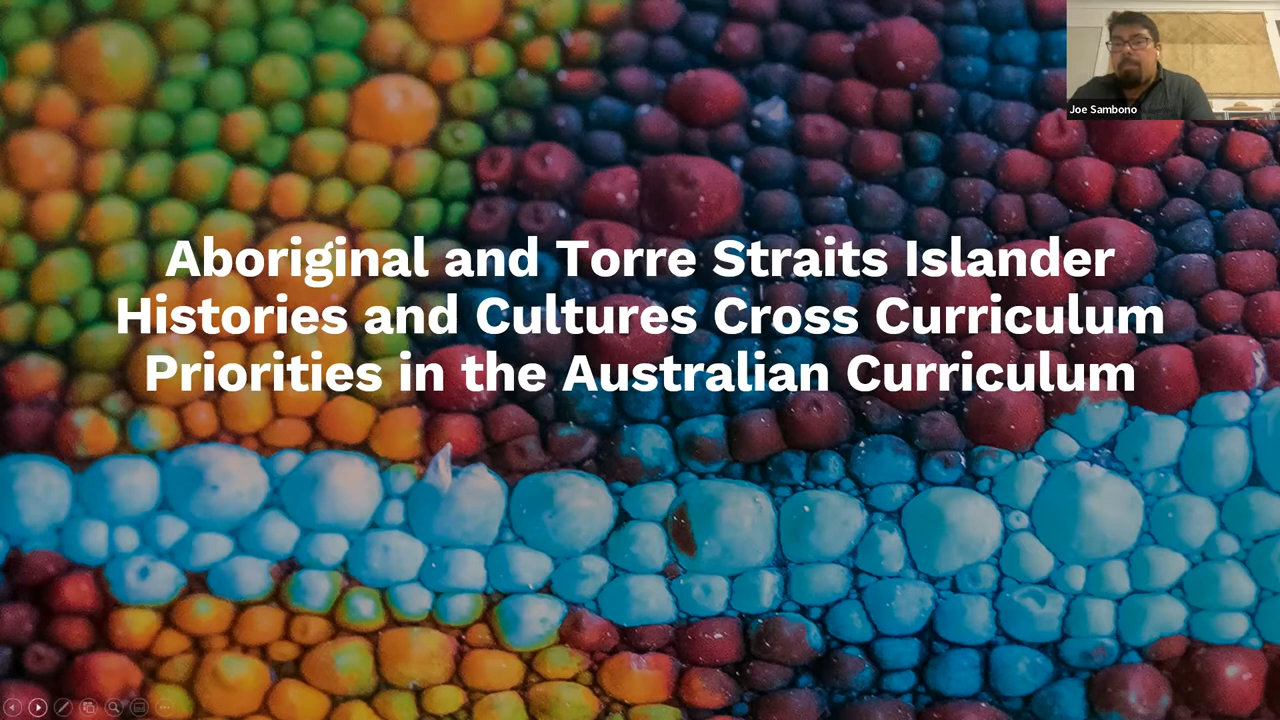 Joe Sambono
Aboriginal and Torre Straits Islander
Histories and Cultures Cross Curriculum
Priorities in the Australian Curriculum